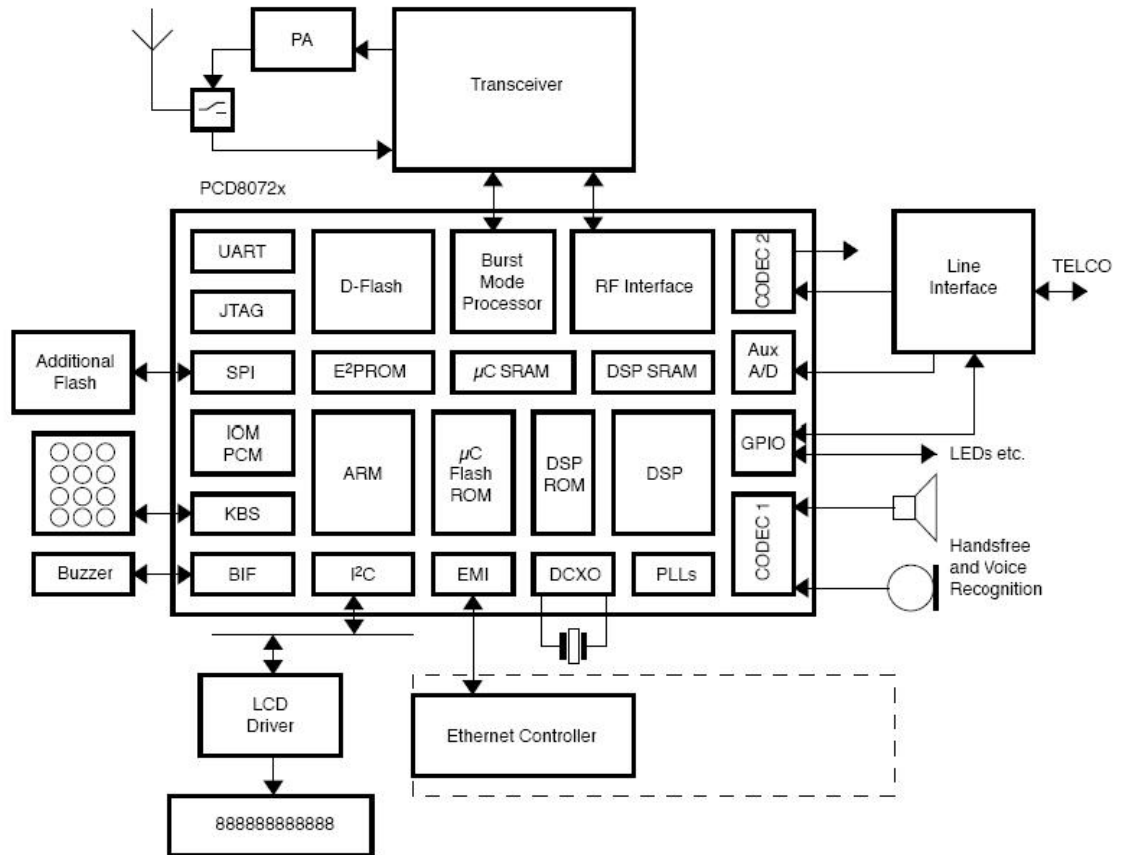 PA
Transceiver
PCD8072x
UART
D-Flash
Burst
Mode
Processor
RF Interface
CODEC 2
Line
Interface
TELCO
JTAG
Additional
Flash
SPI
E²PROM
µC SRAM
DSP SRAM
Aux
A/D
IOM
PCM
ARM
µC
Flash
ROM
DSP
ROM
DSP
GPIO
LEDs etc.
KBS
CODEC 1
Handsfree
and Voice
Recognition
Buzzer
BIF
I²C
EMI
DCXO
PLLs
LCD
Driver
Ethernet Controller
888888888888